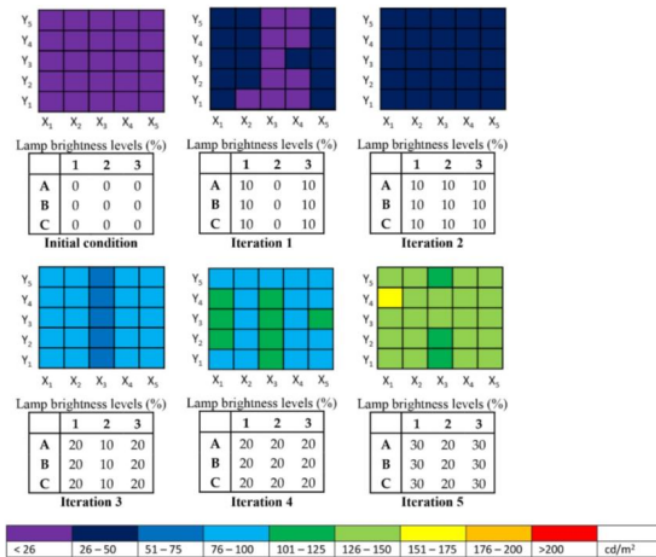 Y₅
Y₄
Y₃
Y₂
Y₁
X₁ X₂ X₃ X₄ X₅
Lamp brightness levels (%)
1 2 3
A 0 0 0
B 0 0 0
C 0 0 0
Initial condition
Y₅
Y₄
Y₃
Y₂
Y₁
X₁ X₂ X₃ X₄ X₅
Lamp brightness levels (%)
1 2 3
A 10 0 10
B 10 0 10
C 10 0 10
Iteration 1
Y₅
Y₄
Y₃
Y₂
Y₁
X₁ X₂ X₃ X₄ X₅
Lamp brightness levels (%)
1 2 3
A 10 10 10
B 10 10 10
C 10 10 10
Iteration 2
Y₅
Y₄
Y₃
Y₂
Y₁
X₁ X₂ X₃ X₄ X₅
Lamp brightness levels (%)
1 2 3
A 20 10 20
B 20 10 20
C 20 10 20
Iteration 3
Y₅
Y₄
Y₃
Y₂
Y₁
X₁ X₂ X₃ X₄ X₅
Lamp brightness levels (%)
1 2 3
A 20 20 20
B 20 20 20
C 20 20 20
Iteration 4
Y₅
Y₄
Y₃
Y₂
Y₁
X₁ X₂ X₃ X₄ X₅
Lamp brightness levels (%)
1 2 3
A 30 20 30
B 30 20 30
C 30 20 30
Iteration 5
< 26 26 – 50 51 – 75 76 – 100 101 – 125 126 – 150 151 – 175 176 – 200 >200 cd/m²